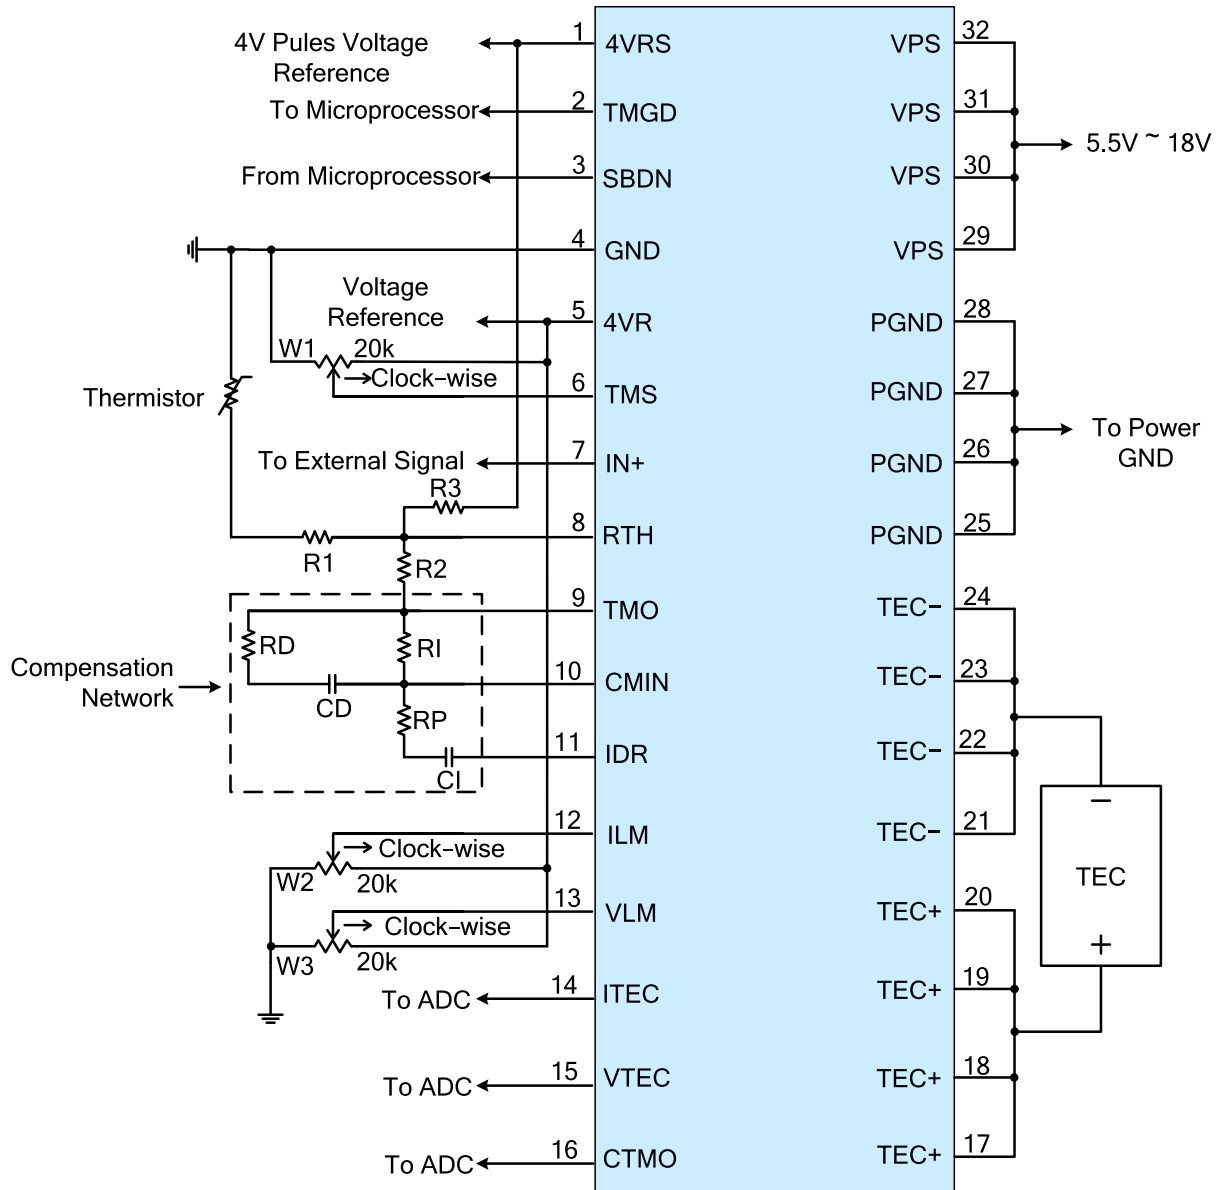 4V Pules Voltage
Reference
1
4VRS
To Microprocessor
2
TMGD
From Microprocessor
3
SBDN
4
GND
Voltage
Reference
5
4VR
W1
20k
Clock-wise
6
TMS
Thermistor
To External Signal
7
IN+
R3
8
RTH
R1
R2
9
TMO
RD
RI
Compensation
Network
10
CMIN
CD
RP
11
IDR
CI
12
ILM
Clock-wise
W2
20k
13
VLM
Clock-wise
W3
20k
To ADC
14
ITEC
To ADC
15
VTEC
To ADC
16
CTMO
VPS
32
VPS
31
5.5V ~ 18V
VPS
30
VPS
29
PGND
28
PGND
27
To Power
GND
PGND
26
PGND
25
TEC-
24
TEC-
23
TEC-
22
TEC-
21
−
TEC
+
TEC+
20
TEC+
19
TEC+
18
TEC+
17